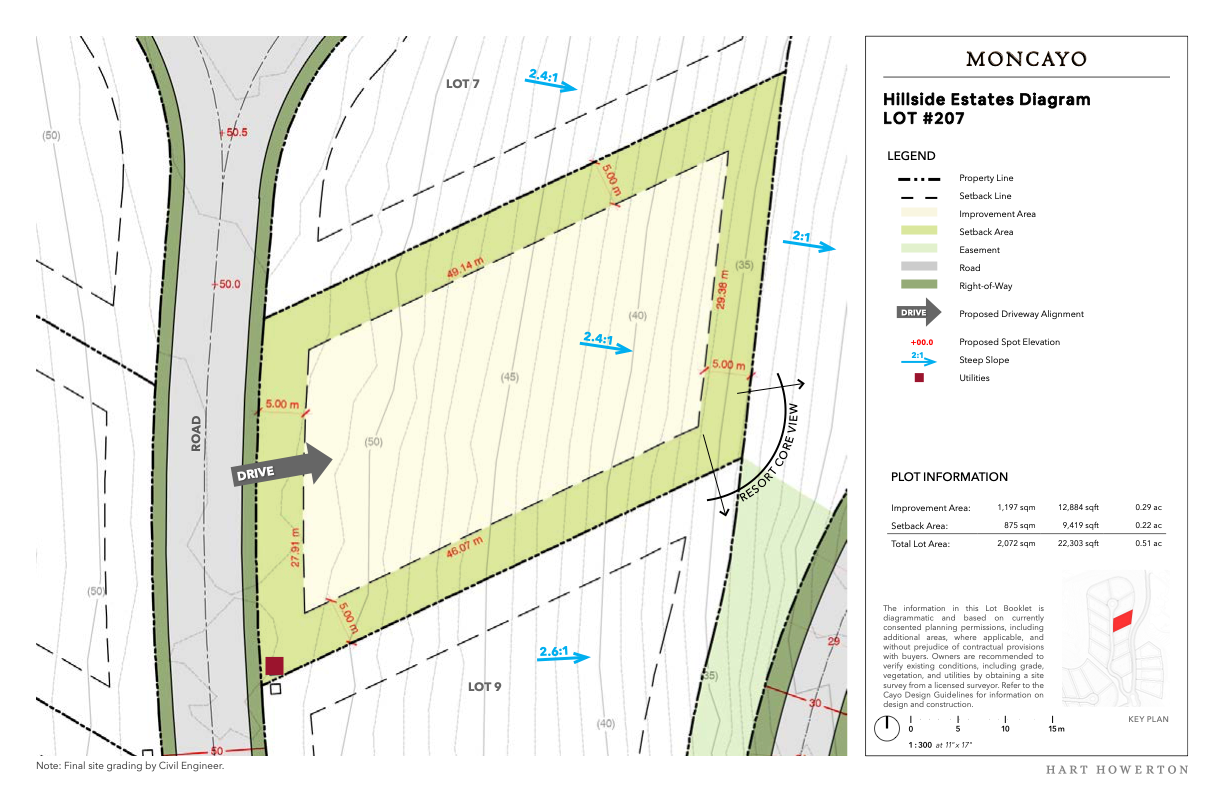 LOT 7
2.4:1
(50)
+50.5
5.00 m
2:1
+50.0
49.14 m
(35)
29.38 m
(40)
2.4:1
5.00 m
(45)
5.00 m
ROAD
(50)
DRIVE
RESORT CORE VIEW
27.91 m
46.07 m
(50)
5.00 m
2.6:1
29
35)
LOT 9
30
(40)
50
Note: Final site grading by Civil Engineer.
MONCAYO
Hillside Estates Diagram
LOT #207
LEGEND
Property Line
Setback Line
Improvement Area
Setback Area
Easement
Road
Right-of-Way
DRIVE Proposed Driveway Alignment
+00.0 Proposed Spot Elevation
2:1 Steep Slope
Utilities
PLOT INFORMATION
Improvement Area: 1,197 sqm 12,884 sqft 0.29 ac
Setback Area: 875 sqm 9,419 sqft 0.22 ac
Total Lot Area: 2,072 sqm 22,303 sqft 0.51 ac
The information in this Lot Booklet is
diagrammatic and based on currently
consented planning permissions, including
additional areas, where applicable, and
without prejudice of contractual provisions
with buyers. Owners are recommended to
verify existing conditions, including grade,
vegetation, and utilities by obtaining a site
survey from a licensed surveyor. Refer to the
Cayo Design Guidelines for information on
design and construction.
KEY PLAN
0 5 10 15m
1 : 300 at 11"x 17"
HART HOWERTON